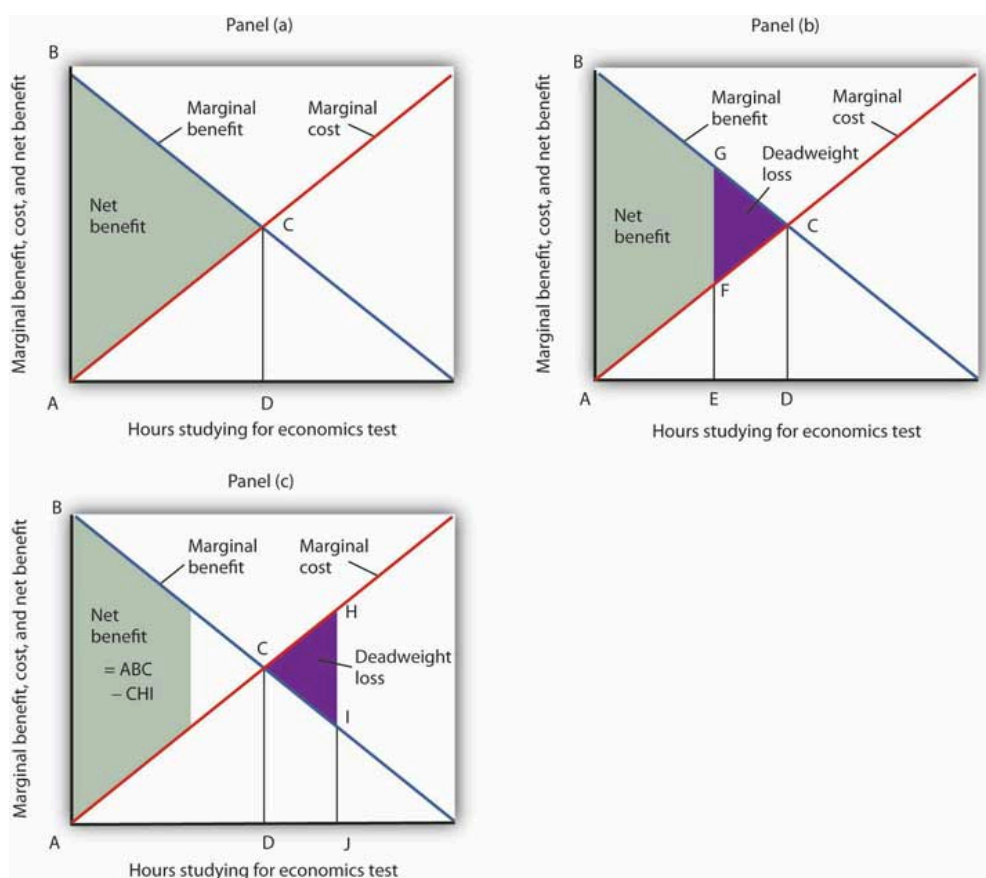 Panel (a)
B
Marginal benefit, cost, and net benefit
Marginal
benefit
Marginal
cost
Net
benefit
C
A
D
Hours studying for economics test
Panel (b)
B
Marginal benefit, cost, and net benefit
Marginal
benefit
Marginal
cost
G
Deadweight
loss
Net
benefit
C
F
A
E
D
Hours studying for economics test
Panel (c)
B
Marginal benefit, cost, and net benefit
Marginal
benefit
Marginal
cost
H
Net
benefit
= ABC
– CHI
C
Deadweight
loss
I
A
D
J
Hours studying for economics test